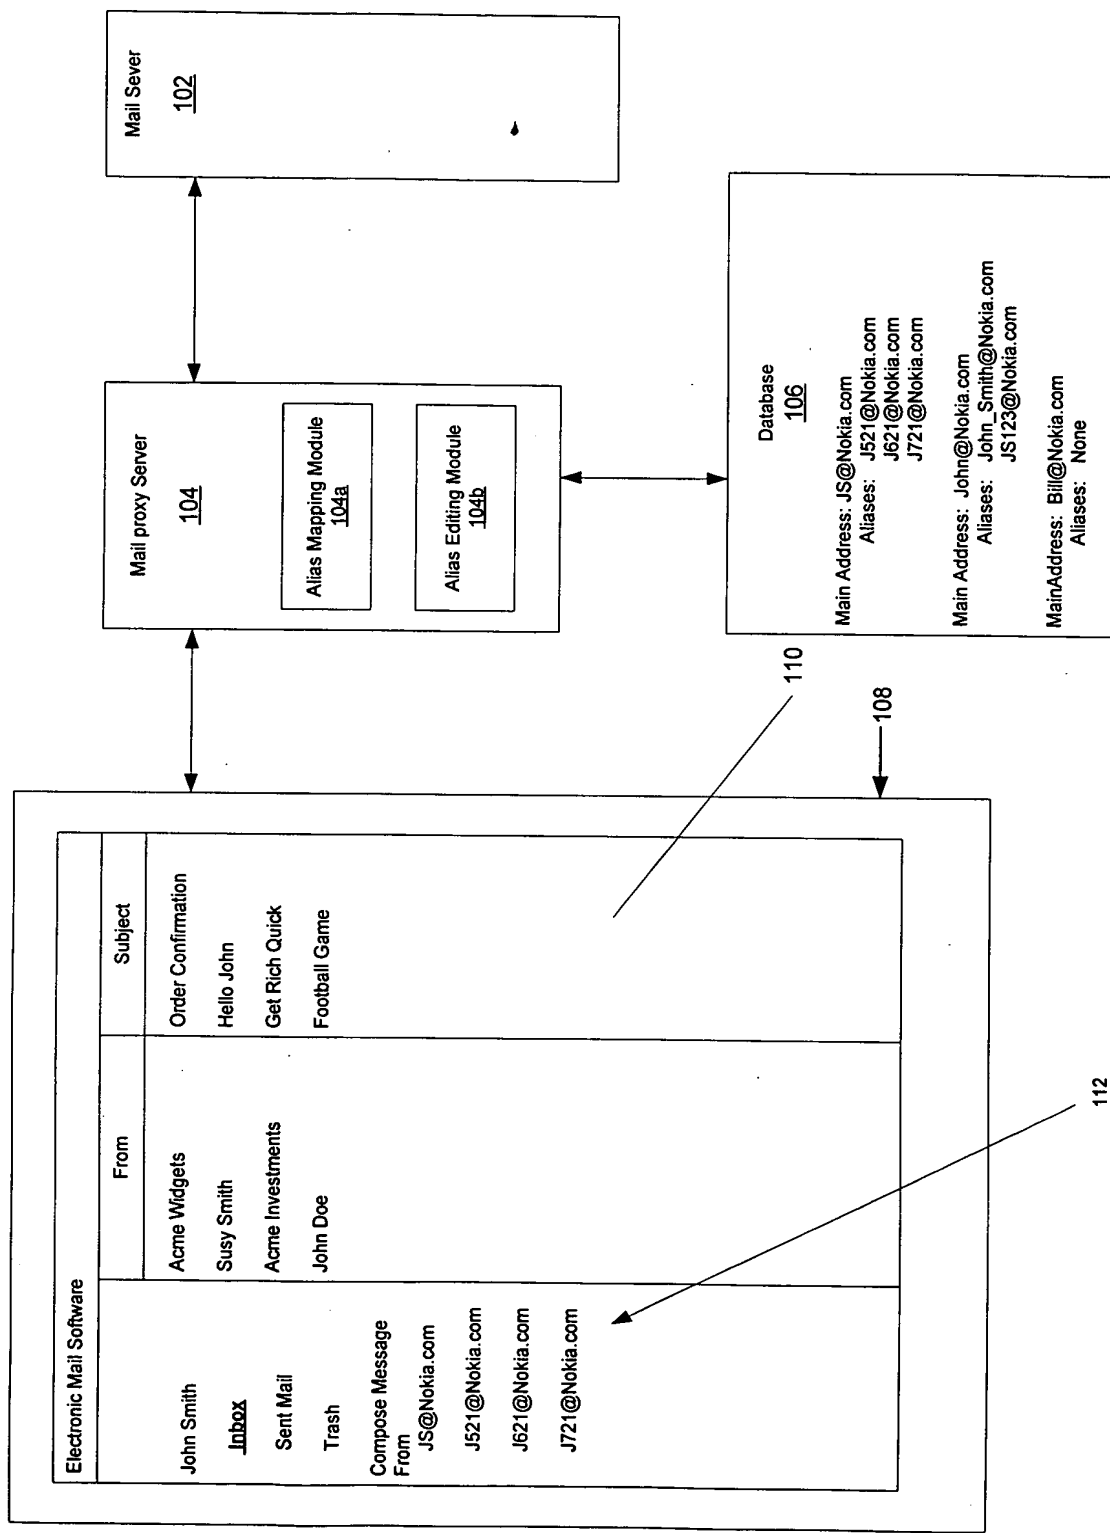 Electronic Mail Software
From
Subject
John Smith
Inbox
Sent Mail
Trash
Compose Message
From
JS@Nokia.com
J521@Nokia.com
J621@Nokia.com
J721@Nokia.com
Acme Widgets
Order Confirmation
Susy Smith
Hello John
Acme Investments
Get Rich Quick
John Doe
Football Game
112
110
108
Mail proxy Server
104
Alias Mapping Module
104a
Alias Editing Module
104b
Mail Sever
102
Database
106
Main Address: JS@Nokia.com
Aliases: J521@Nokia.com
J621@Nokia.com
J721@Nokia.com
Main Address: John@Nokia.com
Aliases: John_Smith@Nokia.com
JS123@Nokia.com
MainAddress: Bill@Nokia.com
Aliases: None